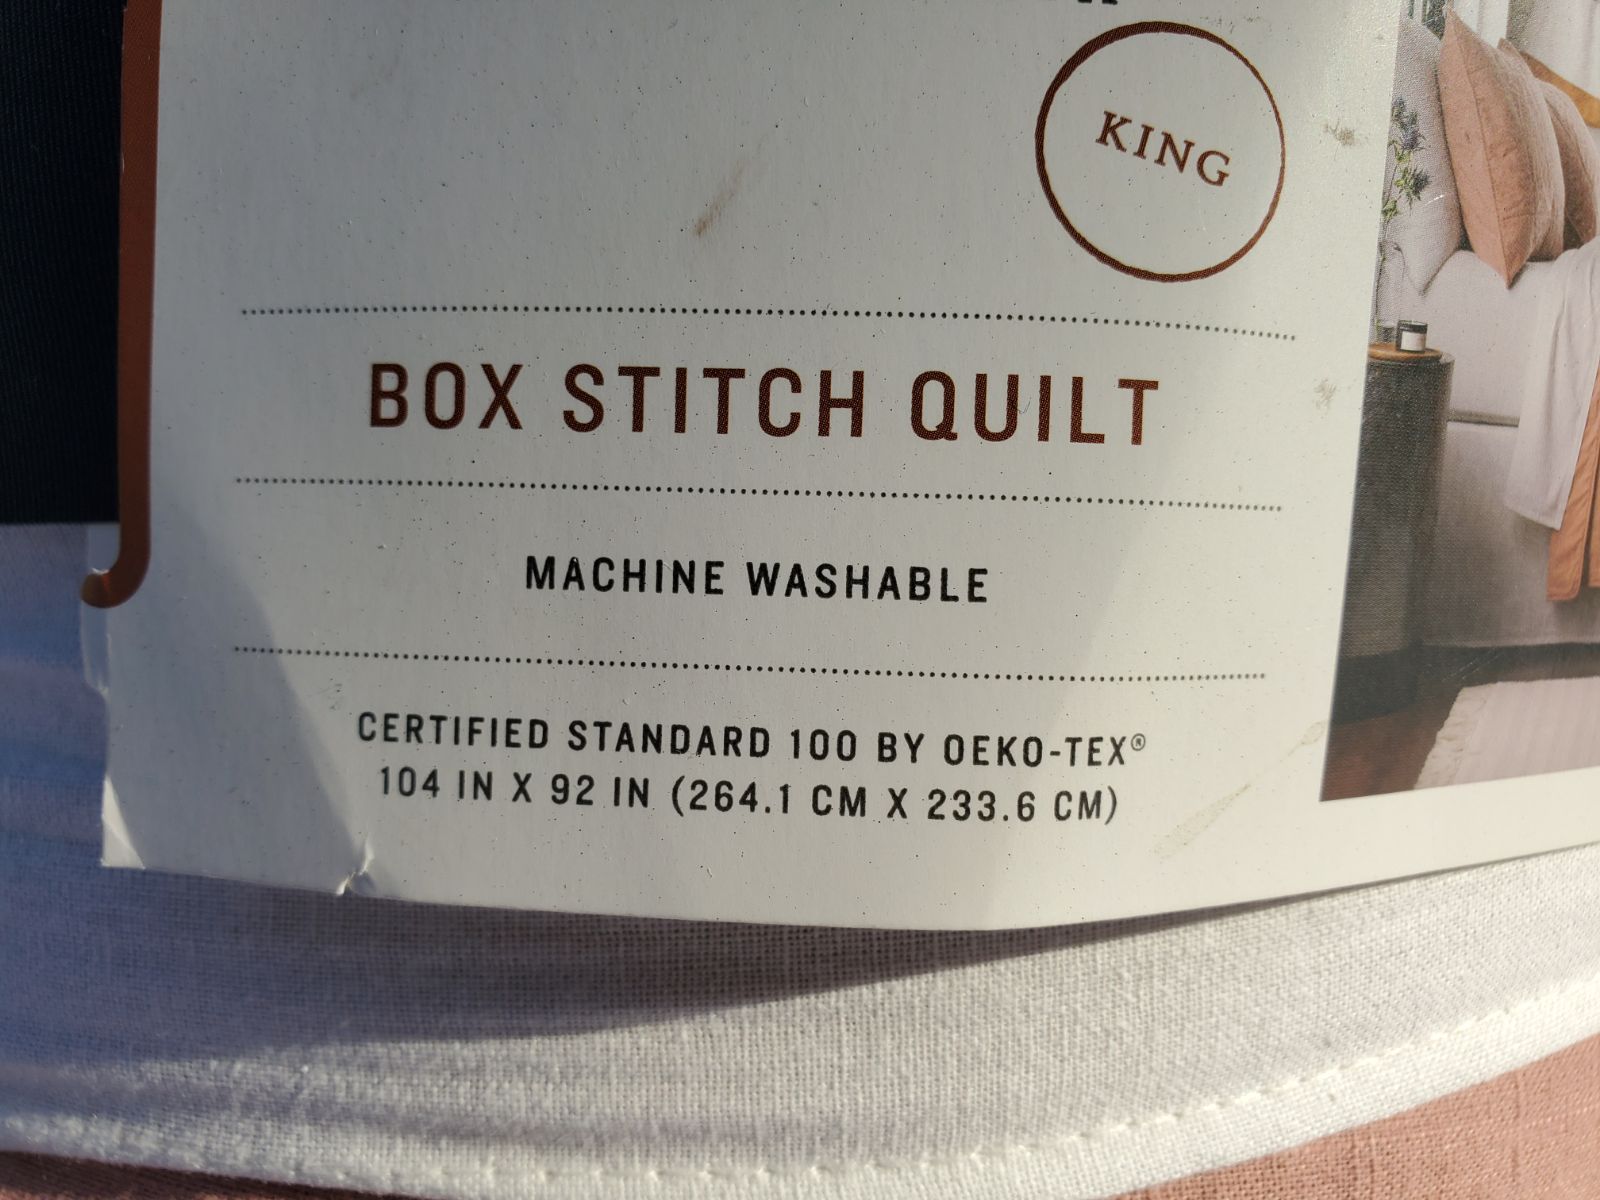 KING
BOX STITCH QUILT
MACHINE WASHABLE
CERTIFIED STANDARD 100 BY OEKO-TEX®
104 IN X 92 IN (264.1 CM X 233.6 CM)